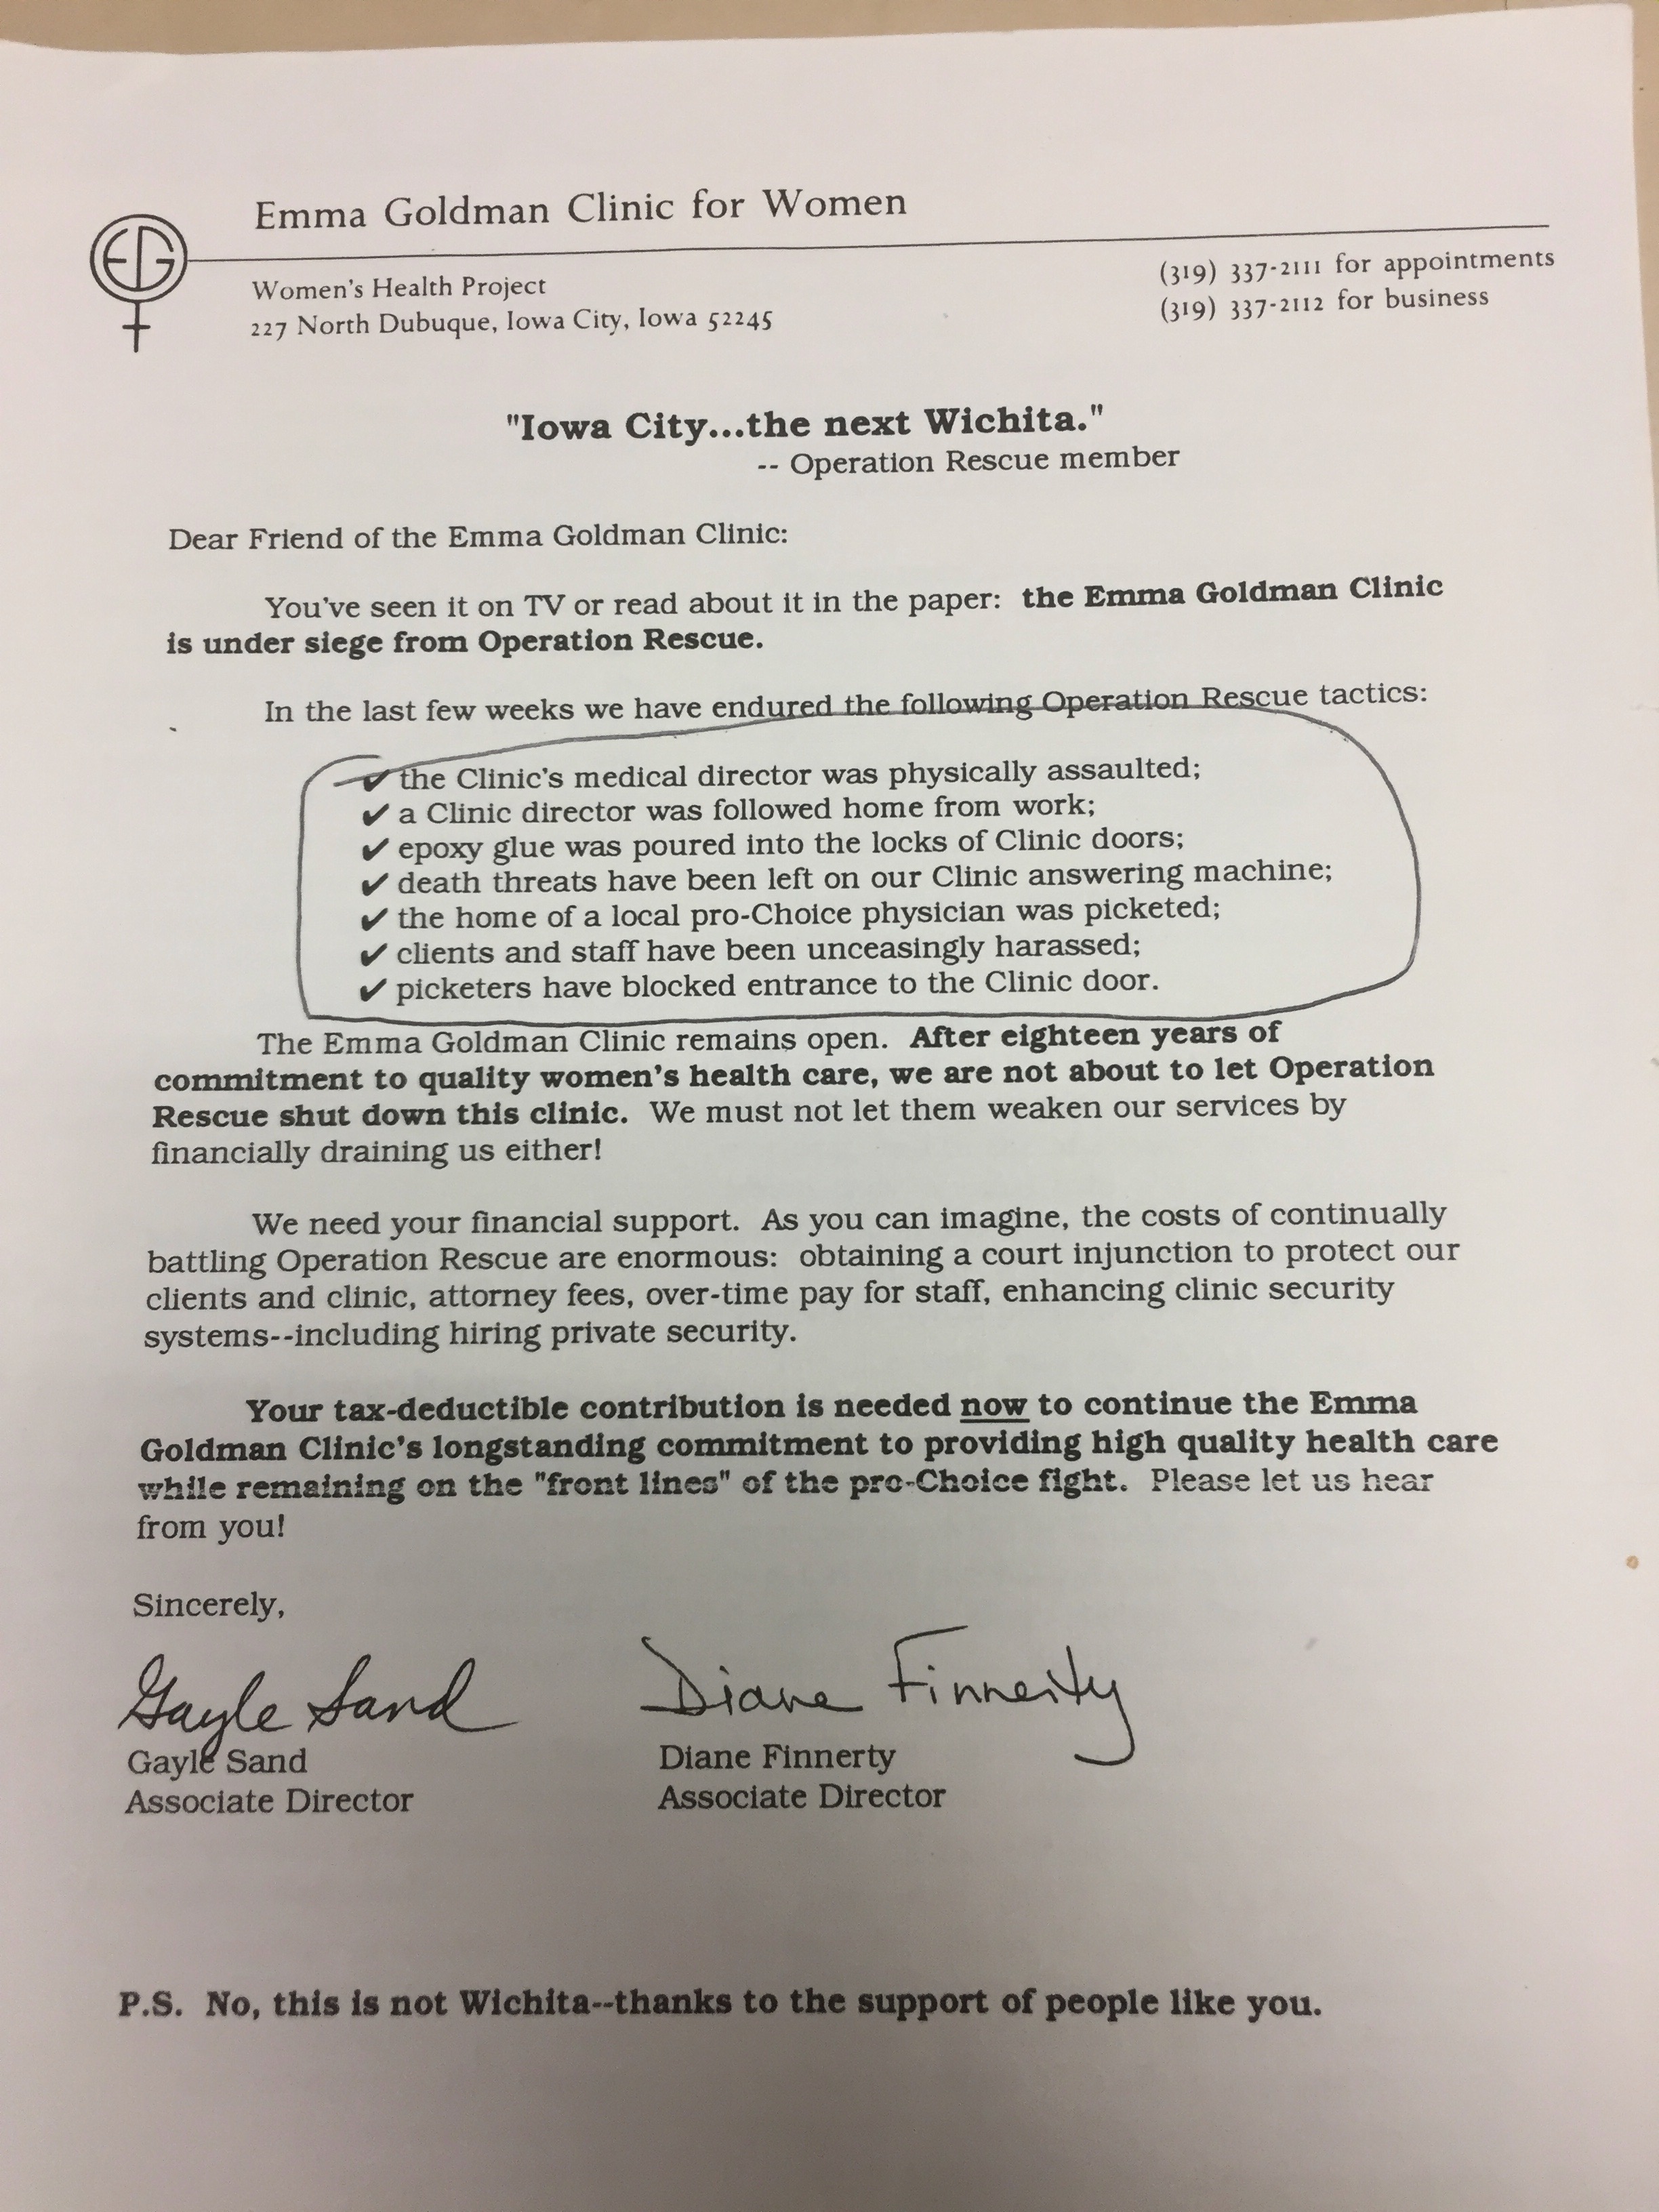 Emma Goldman Clinic for Women
EG
Women's Health Project
227 North Dubuque, Iowa City, Iowa 52245
(319) 337-2111 for appointments
(319) 337-2112 for business
"Iowa City...the next Wichita."
-- Operation Rescue member
Dear Friend of the Emma Goldman Clinic:
You've seen it on TV or read about it in the paper: the Emma Goldman Clinic
is under siege from Operation Rescue.
In the last few weeks we have endured the following Operation Rescue tactics:
✔ the Clinic's medical director was physically assaulted;
✔ a Clinic director was followed home from work;
✔ epoxy glue was poured into the locks of Clinic doors;
✔ death threats have been left on our Clinic answering machine;
✔ the home of a local pro-Choice physician was picketed;
✔ clients and staff have been unceasingly harassed;
✔ picketers have blocked entrance to the Clinic door.
The Emma Goldman Clinic remains open. After eighteen years of
commitment to quality women's health care, we are not about to let Operation
Rescue shut down this clinic. We must not let them weaken our services by
financially draining us either!
We need your financial support. As you can imagine, the costs of continually
battling Operation Rescue are enormous: obtaining a court injunction to protect our
clients and clinic, attorney fees, over-time pay for staff, enhancing clinic security
systems--including hiring private security.
Your tax-deductible contribution is needed now to continue the Emma
Goldman Clinic's longstanding commitment to providing high quality health care
while remaining on the "front lines" of the pro-Choice fight. Please let us hear
from you!
Sincerely,
Gayle Sand
Diane Finnerty
Gayle Sand
Diane Finnerty
Associate Director
Associate Director
P.S. No, this is not Wichita--thanks to the support of people like you.